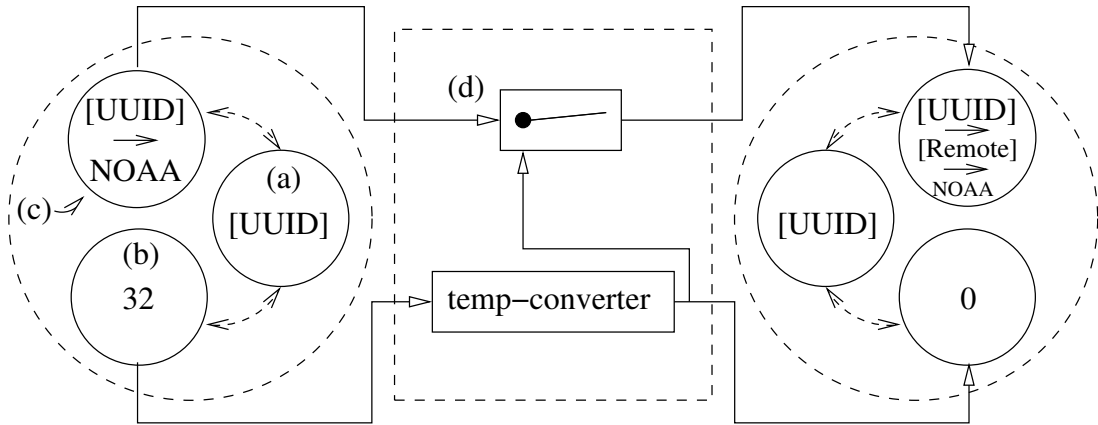 [UUID]
NOAA
(a)
[UUID]
(c)
(b)
32
(d)
temp-converter
[UUID]
[Remote]
NOAA
[UUID]
0